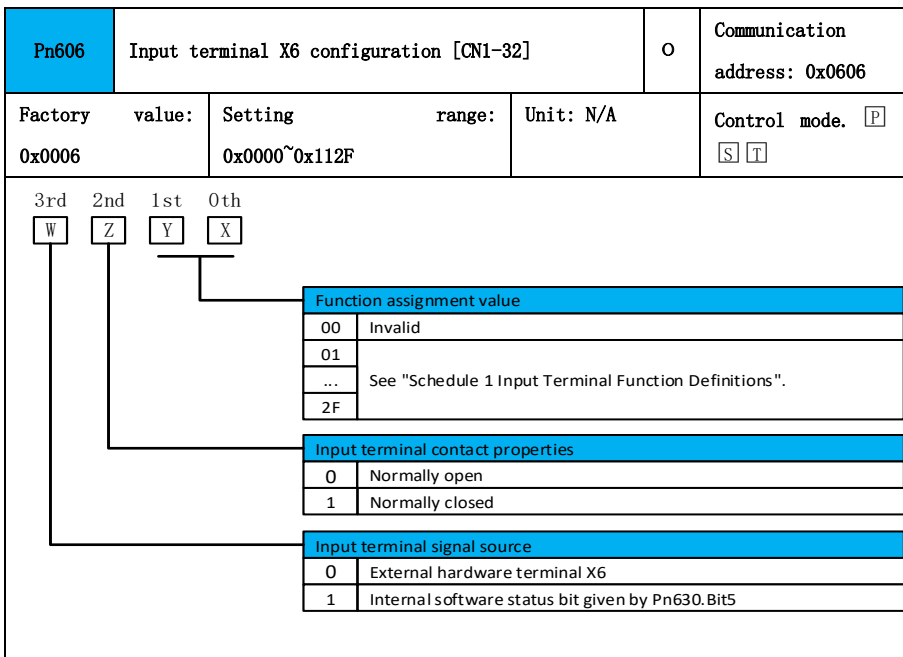 Pn606
Input terminal X6 configuration [CN1-32]
O
Communication
address: 0x0606
Factory value:
0x0006
Setting range:
0x0000~0x112F
Unit: N/A
Control mode. P
S T
3rd 2nd 1st 0th
W Z Y X
Function assignment value
00 Invalid
01
... See "Schedule 1 Input Terminal Function Definitions".
2F
Input terminal contact properties
0 Normally open
1 Normally closed
Input terminal signal source
0 External hardware terminal X6
1 Internal software status bit given by Pn630.Bit5